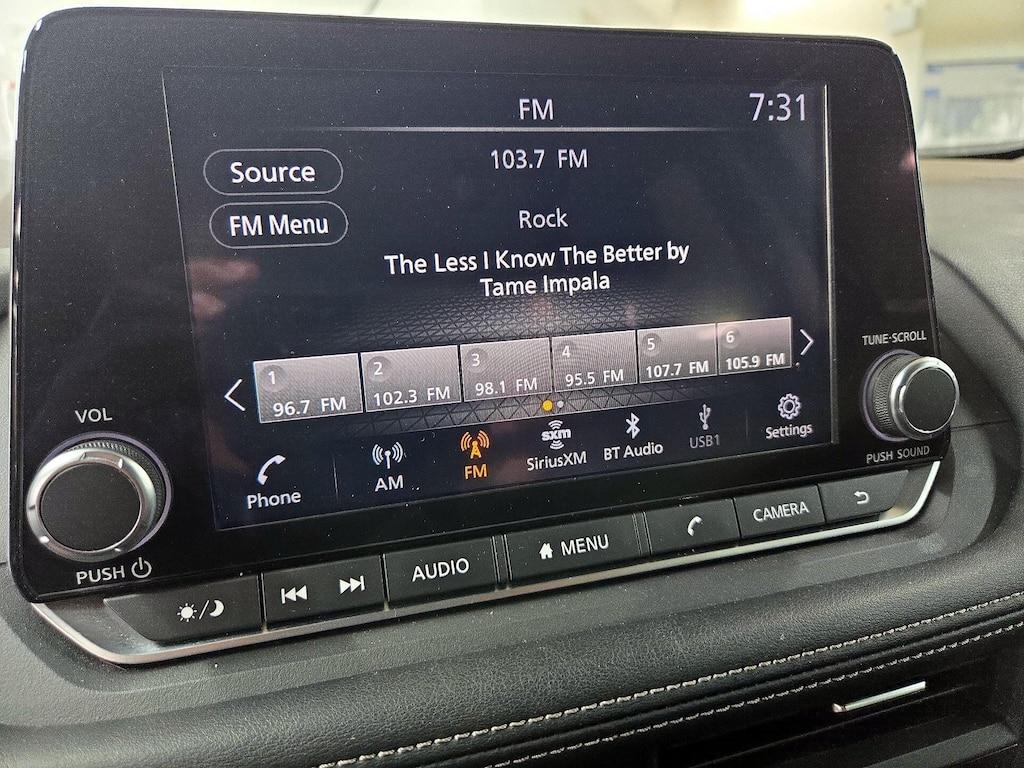 FM
7:31
Source
103.7 FM
FM Menu
Rock
The Less I Know The Better by
Tame Impala
1
96.7 FM
2
102.3 FM
3
98.1 FM
4
95.5 FM
5
107.7 FM
6
105.9 FM
TUNE·SCROLL
VOL
Phone
AM
FM
sxm
SiriusXM
BT Audio
USB1
Settings
PUSH SOUND
PUSH
AUDIO
MENU
CAMERA